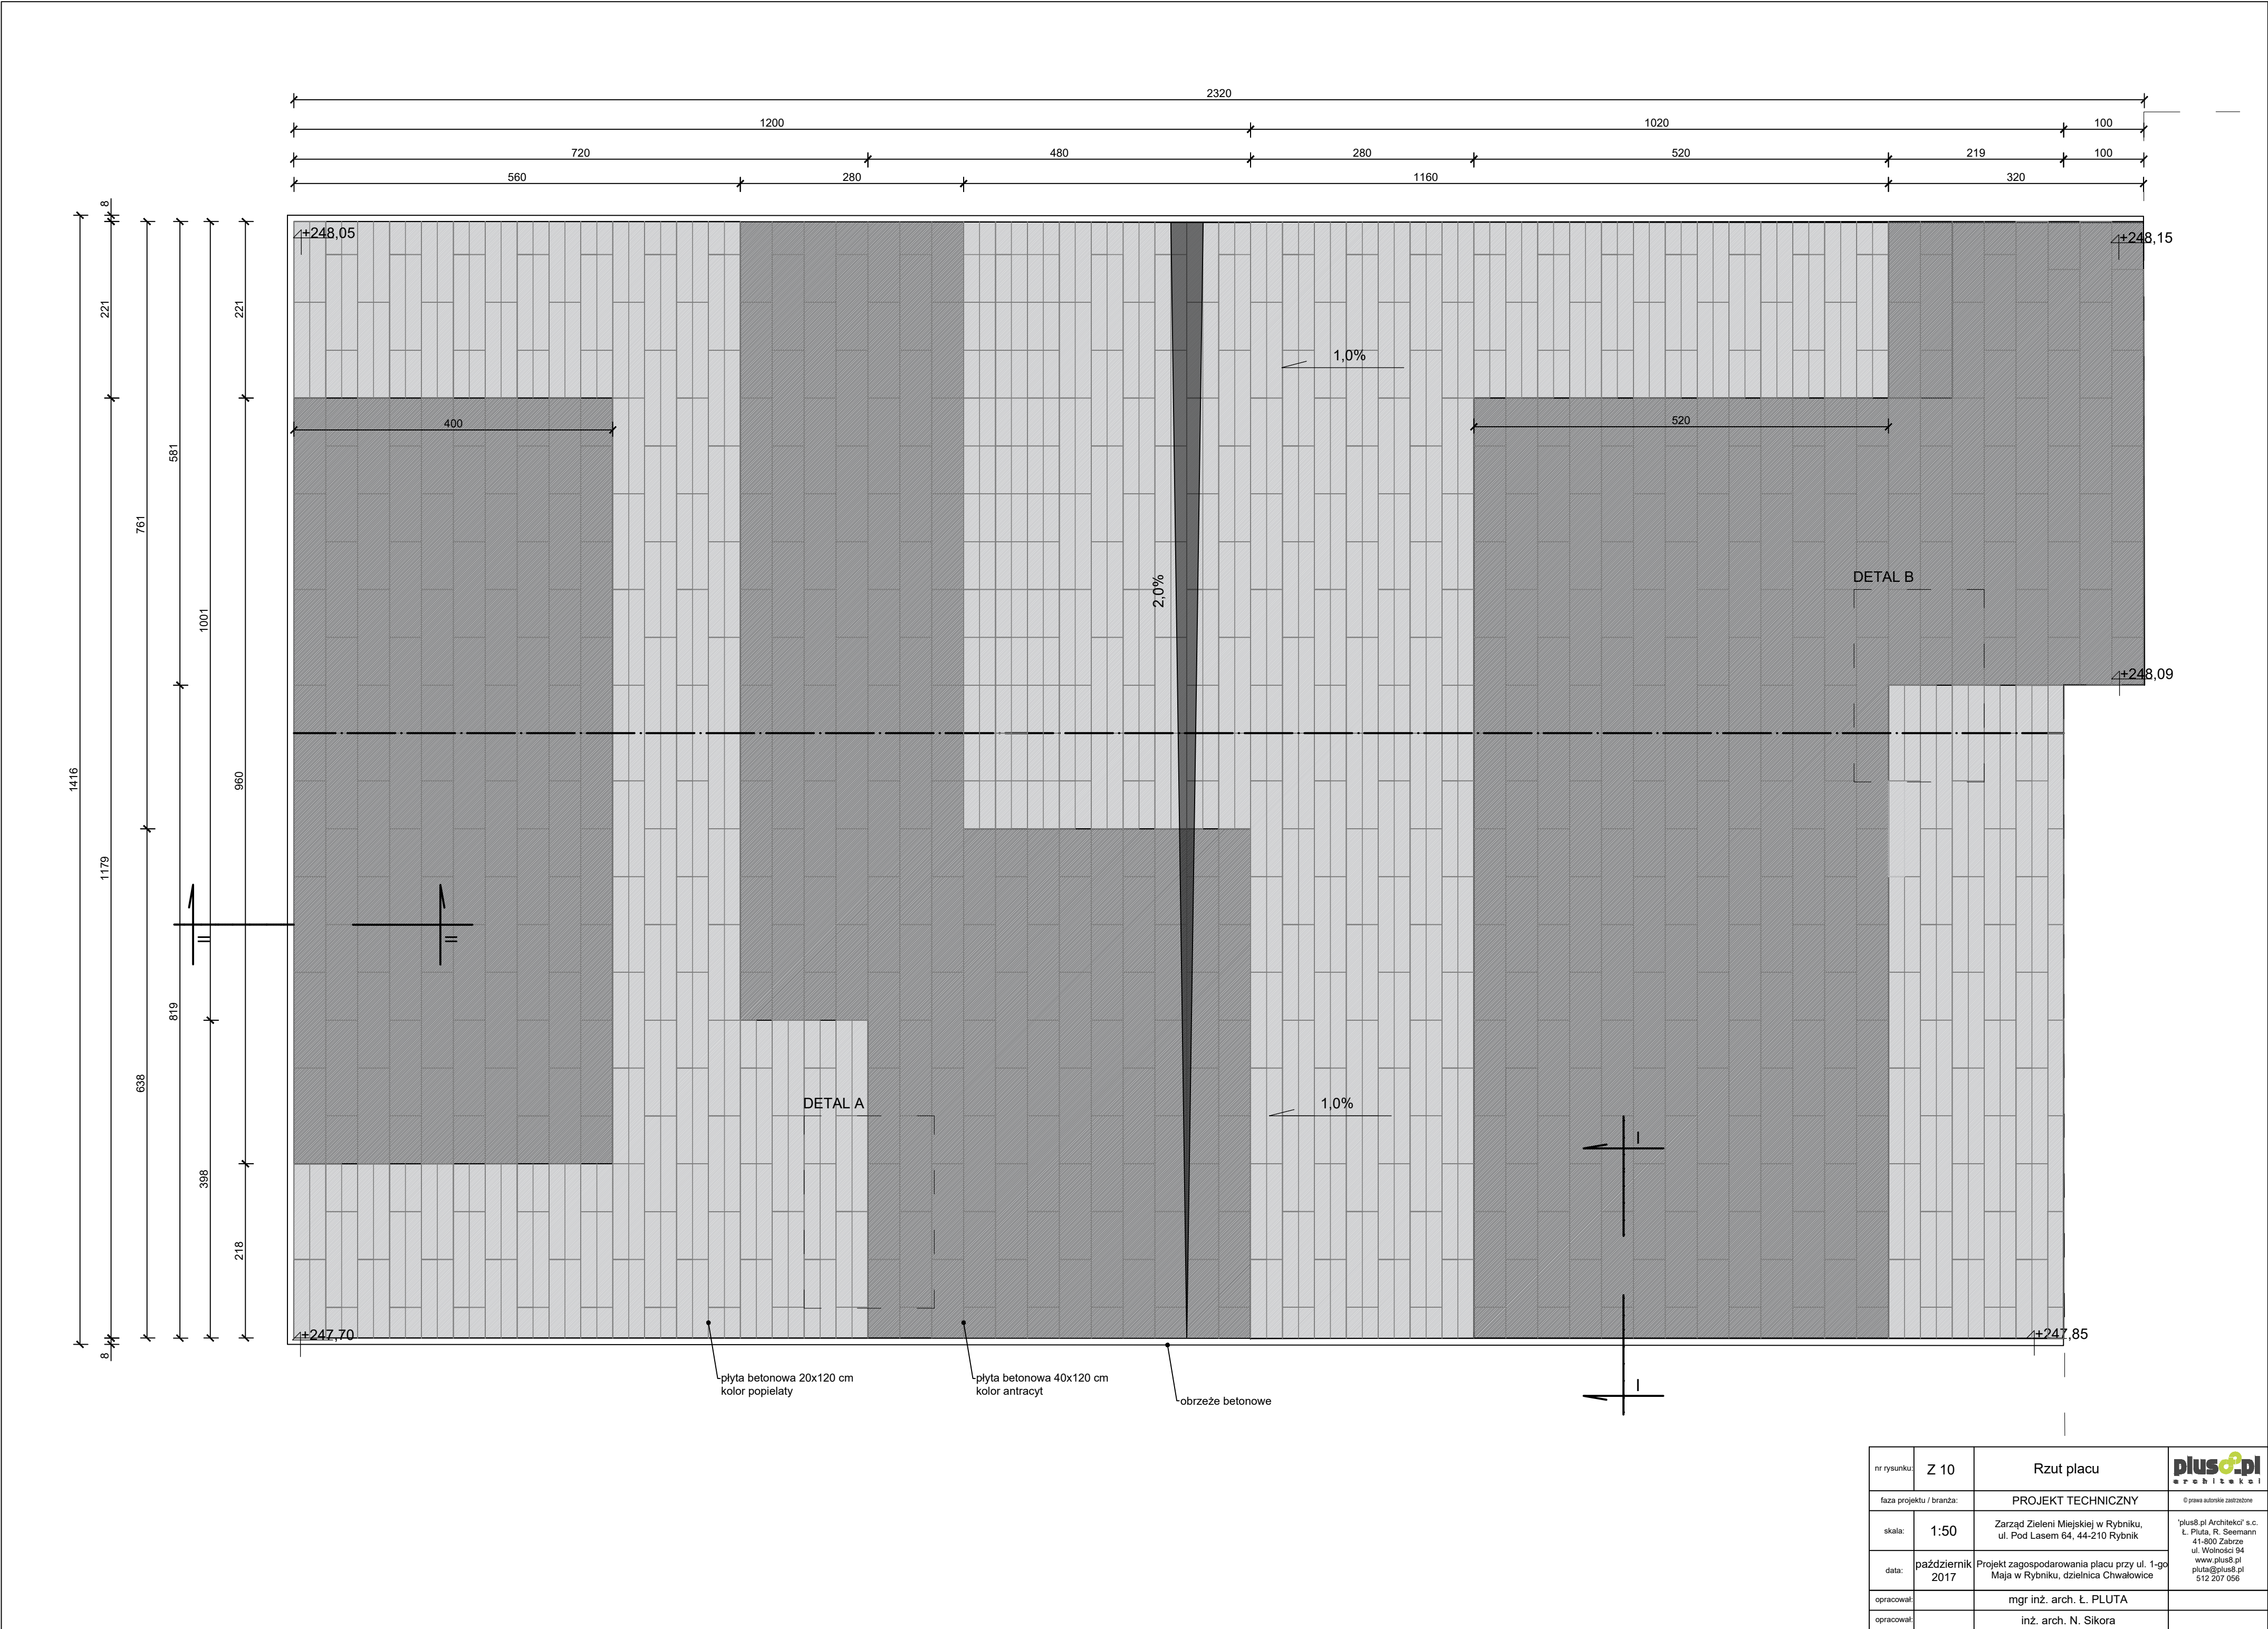 2320
1200 1020 100
720 480 280 520 219 100
560 280 1160 320
8
+248,05
+248,15
221
221
1,0%
400
520
581
761
2,0%
DETAL B
1001
+248,09
1416
960
1179
II
II
819
638
DETAL A
1,0%
I
398
218
+247,70
+247,85
8
płyta betonowa 20x120 cm
kolor popielaty
płyta betonowa 40x120 cm
kolor antracyt
I
obrzeże betonowe
nr rysunku:
Z 10
Rzut placu
plus8.pl
architekci
faza projektu / branża:
PROJEKT TECHNICZNY
© prawa autorskie zastrzeżone
skala:
1:50
Zarząd Zieleni Miejskiej w Rybniku,
ul. Pod Lasem 64, 44-210 Rybnik
'plus8.pl Architekci' s.c.
Ł. Pluta, R. Seemann
41-800 Zabrze
ul. Wolności 94
www.plus8.pl
pluta@plus8.pl
512 207 056
data:
październik
2017
Projekt zagospodarowania placu przy ul. 1-go
Maja w Rybniku, dzielnica Chwałowice
opracował:
mgr inż. arch. Ł. PLUTA
opracował:
inż. arch. N. Sikora